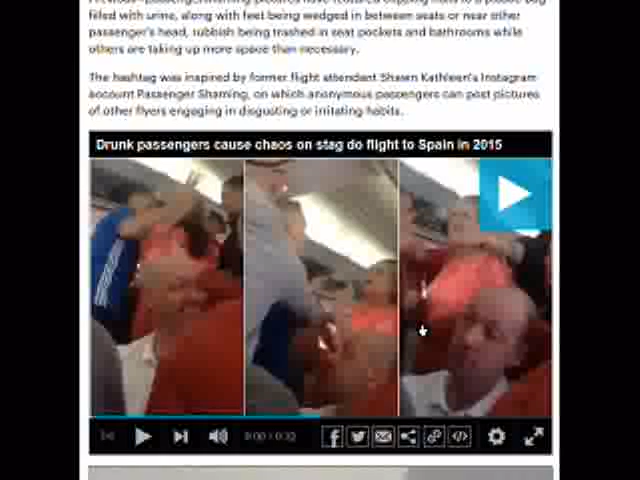 filled with urine, along with feet being wedged in between seats or near other
passenger's head, rubbish being trashed in seat pockets and bathrooms while
others are taking up more space than necessary.
The hashtag was inspired by former flight attendant Shawn Kathleen's Instagram
account Passenger Shaming, on which anonymous passengers can post pictures
of other flyers engaging in disgusting or irritating habits.
Drunk passengers cause chaos on stag do flight to Spain in 2015
0:00 / 0:32